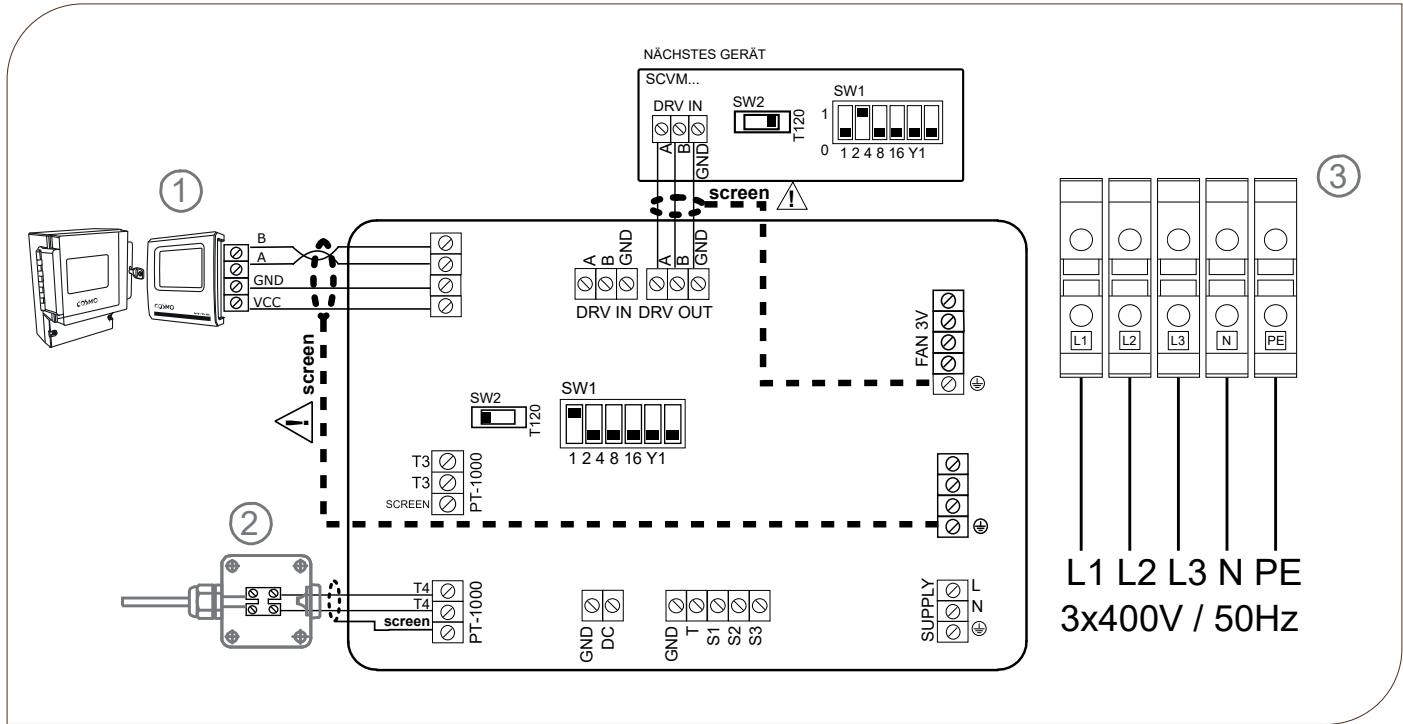 NÄCHSTES GERÄT
SCVM...
DRV IN
A
B
GND
SW2
T120
SW1
1
0
1 2 4 8 16 Y1
screen
1
COSMO
COSMO
B
A
GND
VCC
screen
A
B
GND
A
B
GND
DRV IN
DRV OUT
FAN 3V
SW2
T120
SW1
1 2 4 8 16 Y1
T3
T3
SCREEN
PT-1000
2
T4
T4
screen
PT-1000
GND
DC
GND
T
S1
S2
S3
SUPPLY
L
N
3
L1
L2
L3
N
PE
L1 L2 L3 N PE
3x400V / 50Hz